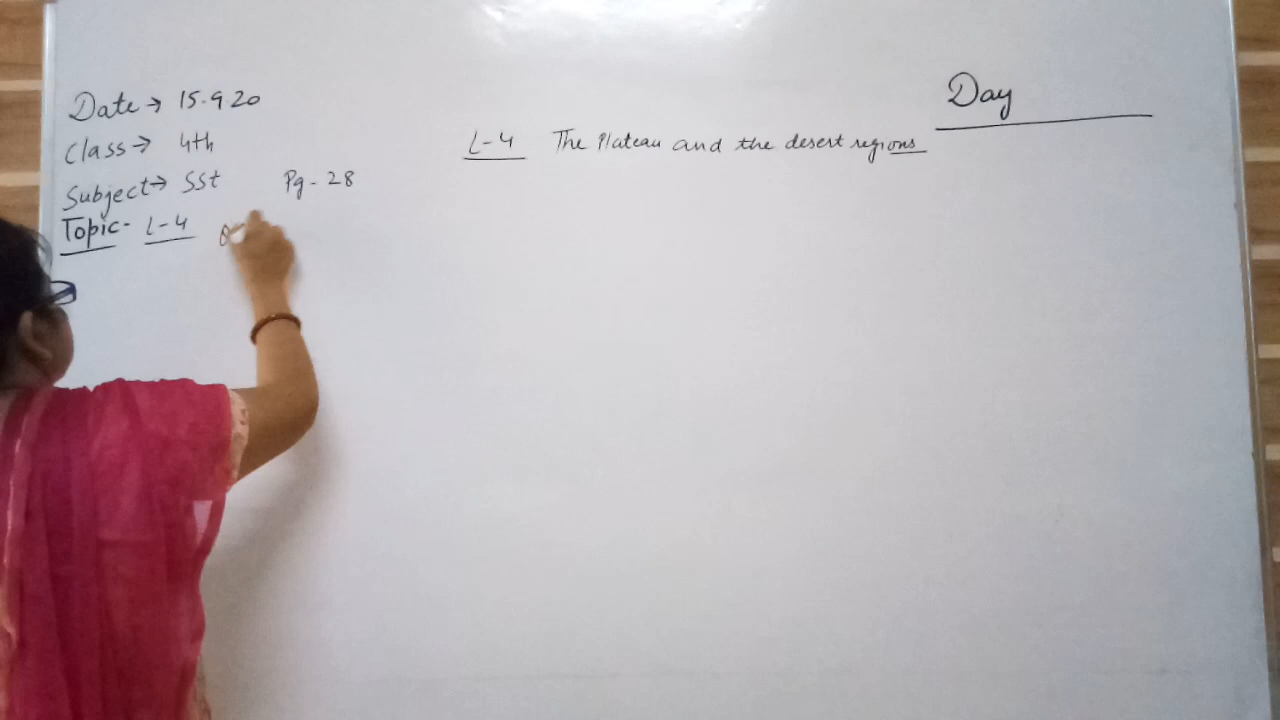 Date → 15.9.20
Class → 4th
Subject → SSt Pg - 28
Topic - L-4
Day
L-4 The Plateau and the desert regions